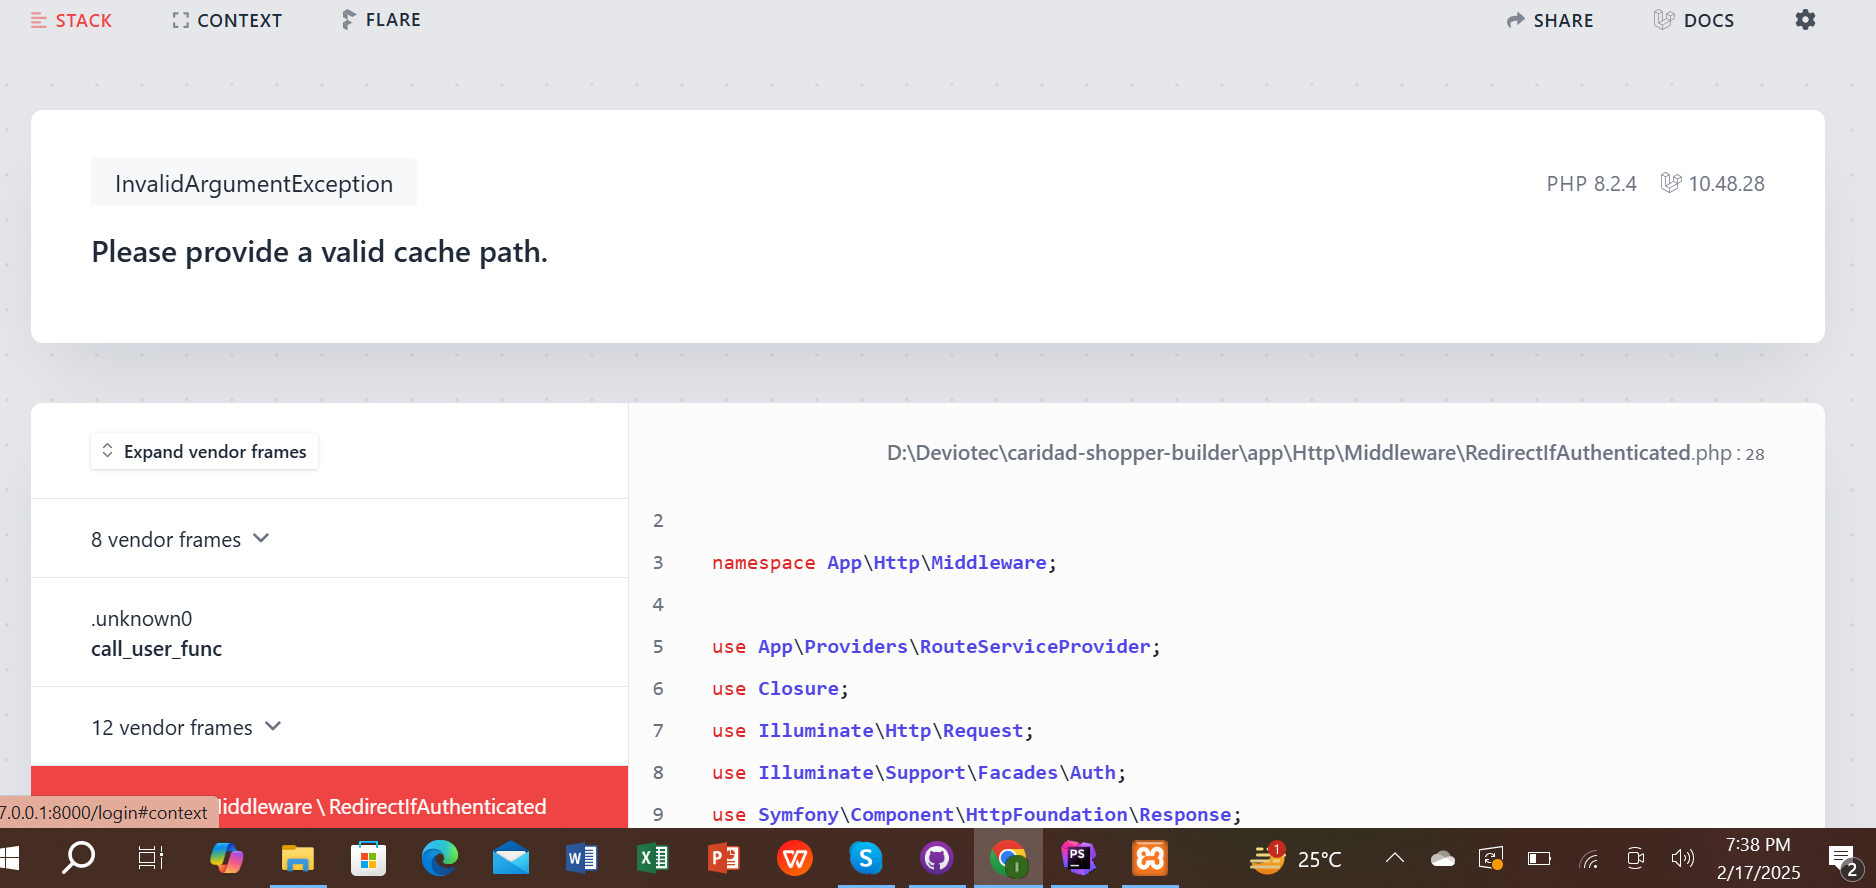 STACK
CONTEXT
FLARE
SHARE
DOCS
InvalidArgumentException
PHP 8.2.4
10.48.28
Please provide a valid cache path.
Expand vendor frames
8 vendor frames
.unknown0
call_user_func
12 vendor frames
iddleware \ RedirectIfAuthenticated
D:\Deviotec\caridad-shopper-builder\app\Http\Middleware\RedirectIfAuthenticated.php : 28
2
3 namespace App\Http\Middleware;
4
5 use App\Providers\RouteServiceProvider;
6 use Closure;
7 use Illuminate\Http\Request;
8 use Illuminate\Support\Facades\Auth;
9 use Symfony\Component\HttpFoundation\Response;
7.0.0.1:8000/login#context
W
X
P
W
S
PS
1
25°C
7:38 PM
2/17/2025
2